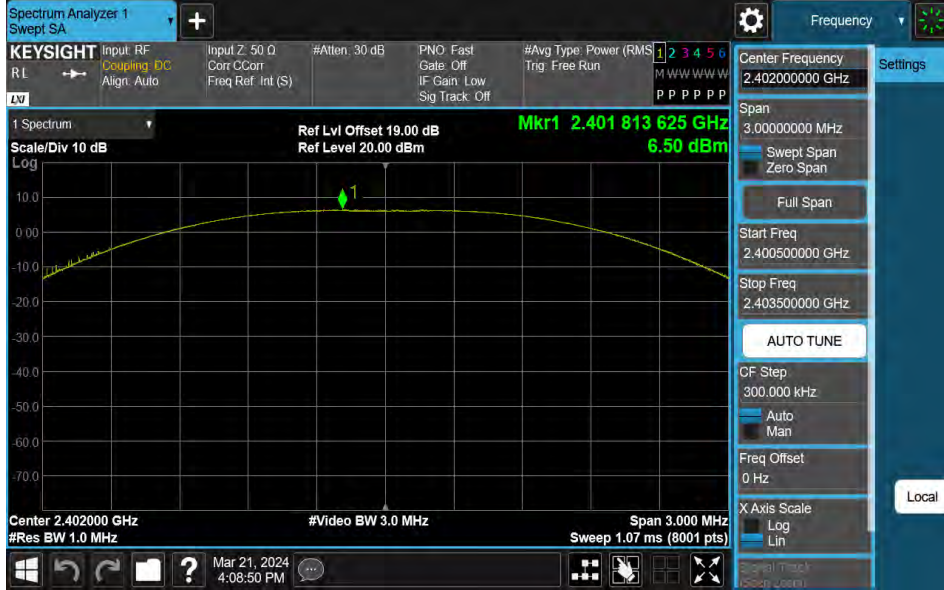 Spectrum Analyzer 1
Swept SA
+
Frequency
KEYSIGHT
Input: RF
Coupling: DC
Align: Auto
Input Z: 50 Ω
Corr CCorr
Freq Ref: Int (S)
#Atten: 30 dB
PNO: Fast
Gate: Off
IF Gain: Low
Sig Track: Off
#Avg Type: Power (RMS
Trig: Free Run
1 2 3 4 5 6
M W W W W W
P P P P P P
R L
LXI
1 Spectrum
Scale/Div 10 dB
Log
Ref Lvl Offset 19.00 dB
Ref Level 20.00 dBm
Mkr1 2.401 813 625 GHz
6.50 dBm
1
10.0
0.00
-10.0
-20.0
-30.0
-40.0
-50.0
-60.0
-70.0
Center 2.402000 GHz
#Res BW 1.0 MHz
#Video BW 3.0 MHz
Span 3.000 MHz
Sweep 1.07 ms (8001 pts)
?
Mar 21, 2024
4:08:50 PM
Center Frequency
2.402000000 GHz
Settings
Span
3.00000000 MHz
Swept Span
Zero Span
Full Span
Start Freq
2.400500000 GHz
Stop Freq
2.403500000 GHz
AUTO TUNE
CF Step
300.000 kHz
Auto
Man
Freq Offset
0 Hz
X Axis Scale
Log
Lin
Local
Signal Track
(Span Zoom)